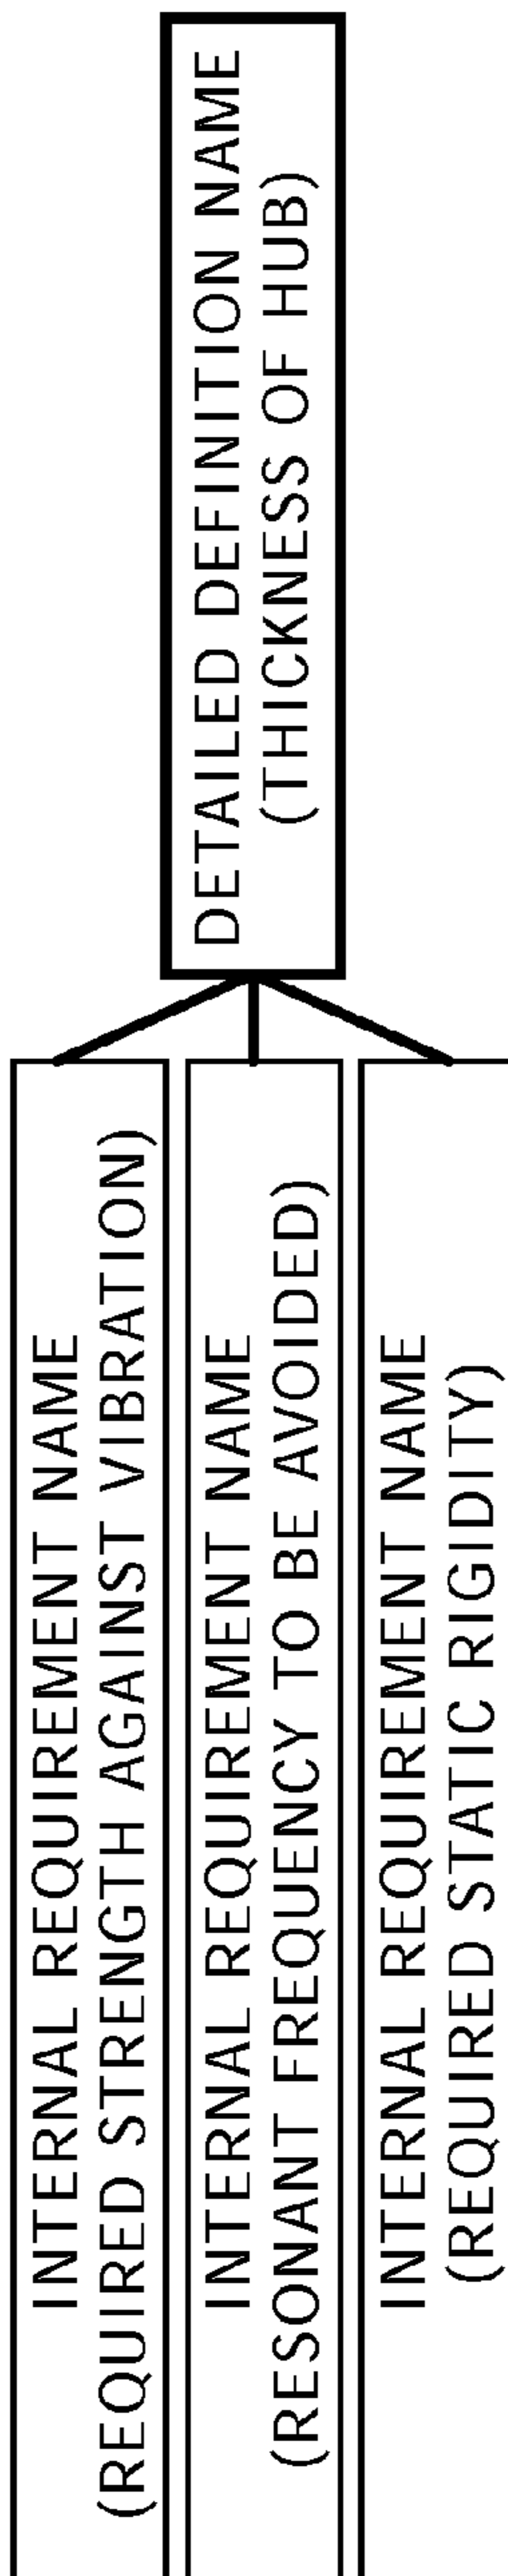 INTERNAL REQUIREMENT NAME
(REQUIRED STRENGTH AGAINST VIBRATION)
INTERNAL REQUIREMENT NAME
(RESONANT FREQUENCY TO BE AVOIDED)
INTERNAL REQUIREMENT NAME
(REQUIRED STATIC RIGIDITY)
DETAILED DEFINITION NAME
(THICKNESS OF HUB)